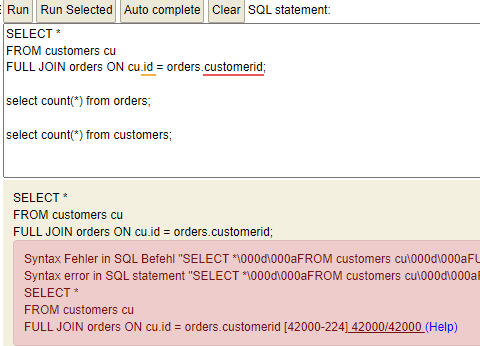 Run Run Selected Auto complete Clear SQL statement:
SELECT *
FROM customers cu
FULL JOIN orders ON cu.id = orders.customerid;
select count(*) from orders;
select count(*) from customers;
SELECT *
FROM customers cu
FULL JOIN orders ON cu.id = orders.customerid;
Syntax Fehler in SQL Befehl "SELECT *\000d\000aFROM customers cu\000d\000aFU
Syntax error in SQL statement "SELECT *\000d\000aFROM customers cu\000d\000aF
SELECT *
FROM customers cu
FULL JOIN orders ON cu.id = orders.customerid [42000-224] 42000/42000 (Help)